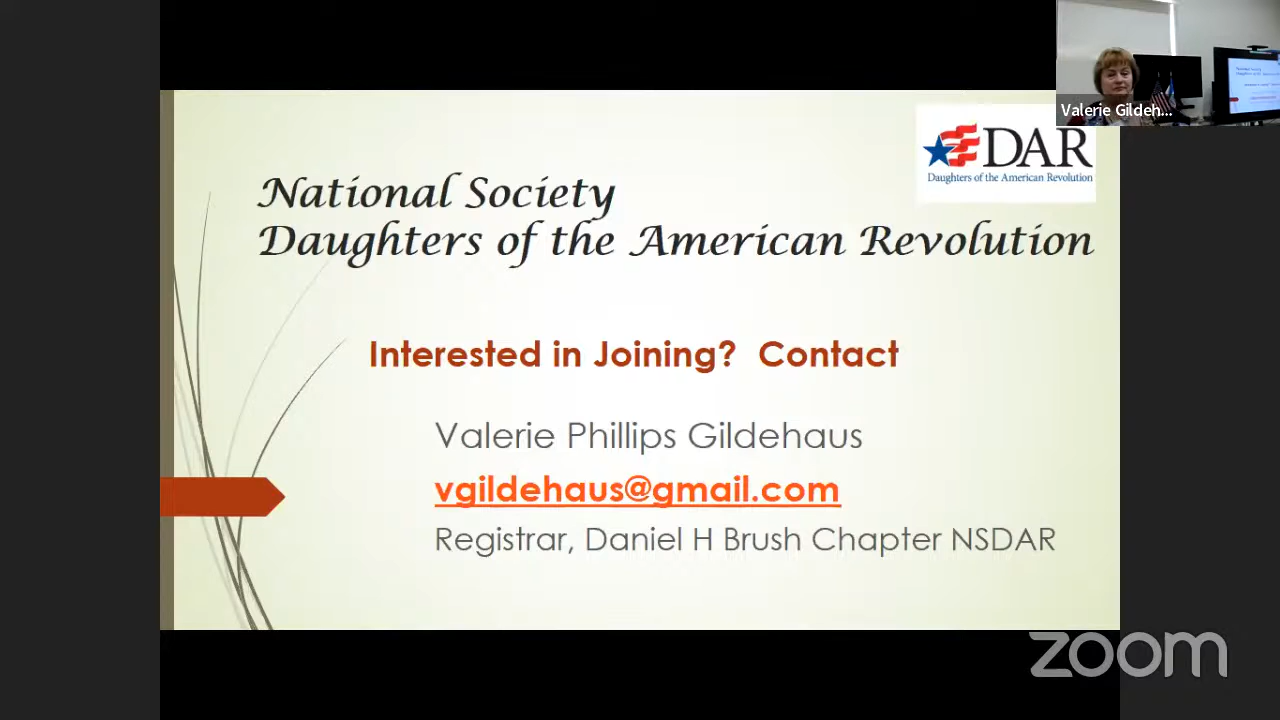 Valerie Gildeh...
DAR
Daughters of the American Revolution
National Society
Daughters of the American Revolution
Interested in Joining?  Contact
Valerie Phillips Gildehaus
vgildehaus@gmail.com
Registrar, Daniel H Brush Chapter NSDAR
zoom